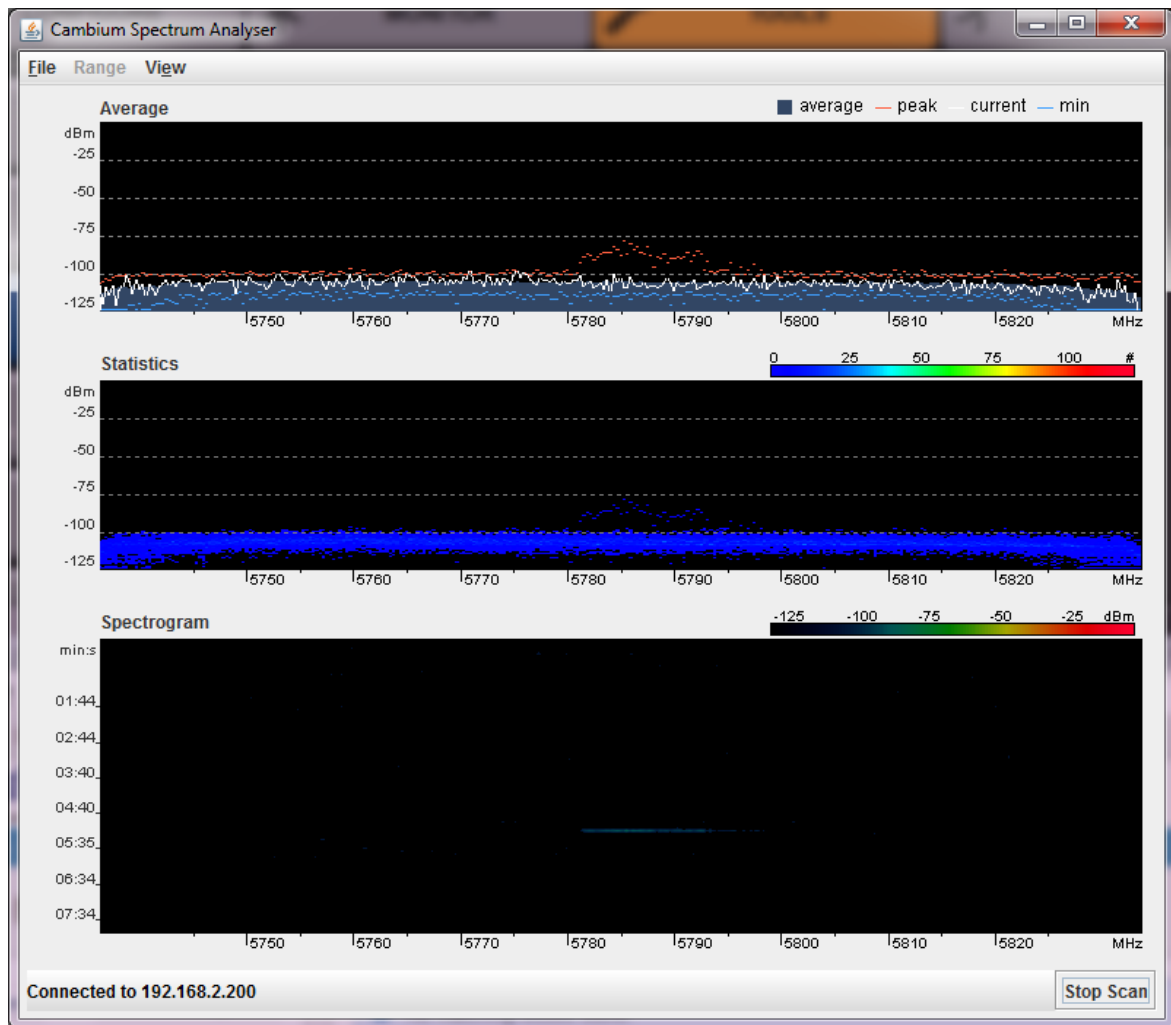 MONITOR
TOOLS
Cambium Spectrum Analyser
File Range View
Average
average peak current min
dBm
-25
-50
-75
-100
-125
5750 5760 5770 5780 5790 5800 5810 5820 MHz
Statistics
0 25 50 75 100 #
dBm
-25
-50
-75
-100
-125
5750 5760 5770 5780 5790 5800 5810 5820 MHz
Spectrogram
-125 -100 -75 -50 -25 dBm
min:s
01:44
02:44
03:40
04:40
05:35
06:34
07:34
5750 5760 5770 5780 5790 5800 5810 5820 MHz
Connected to 192.168.2.200
Stop Scan